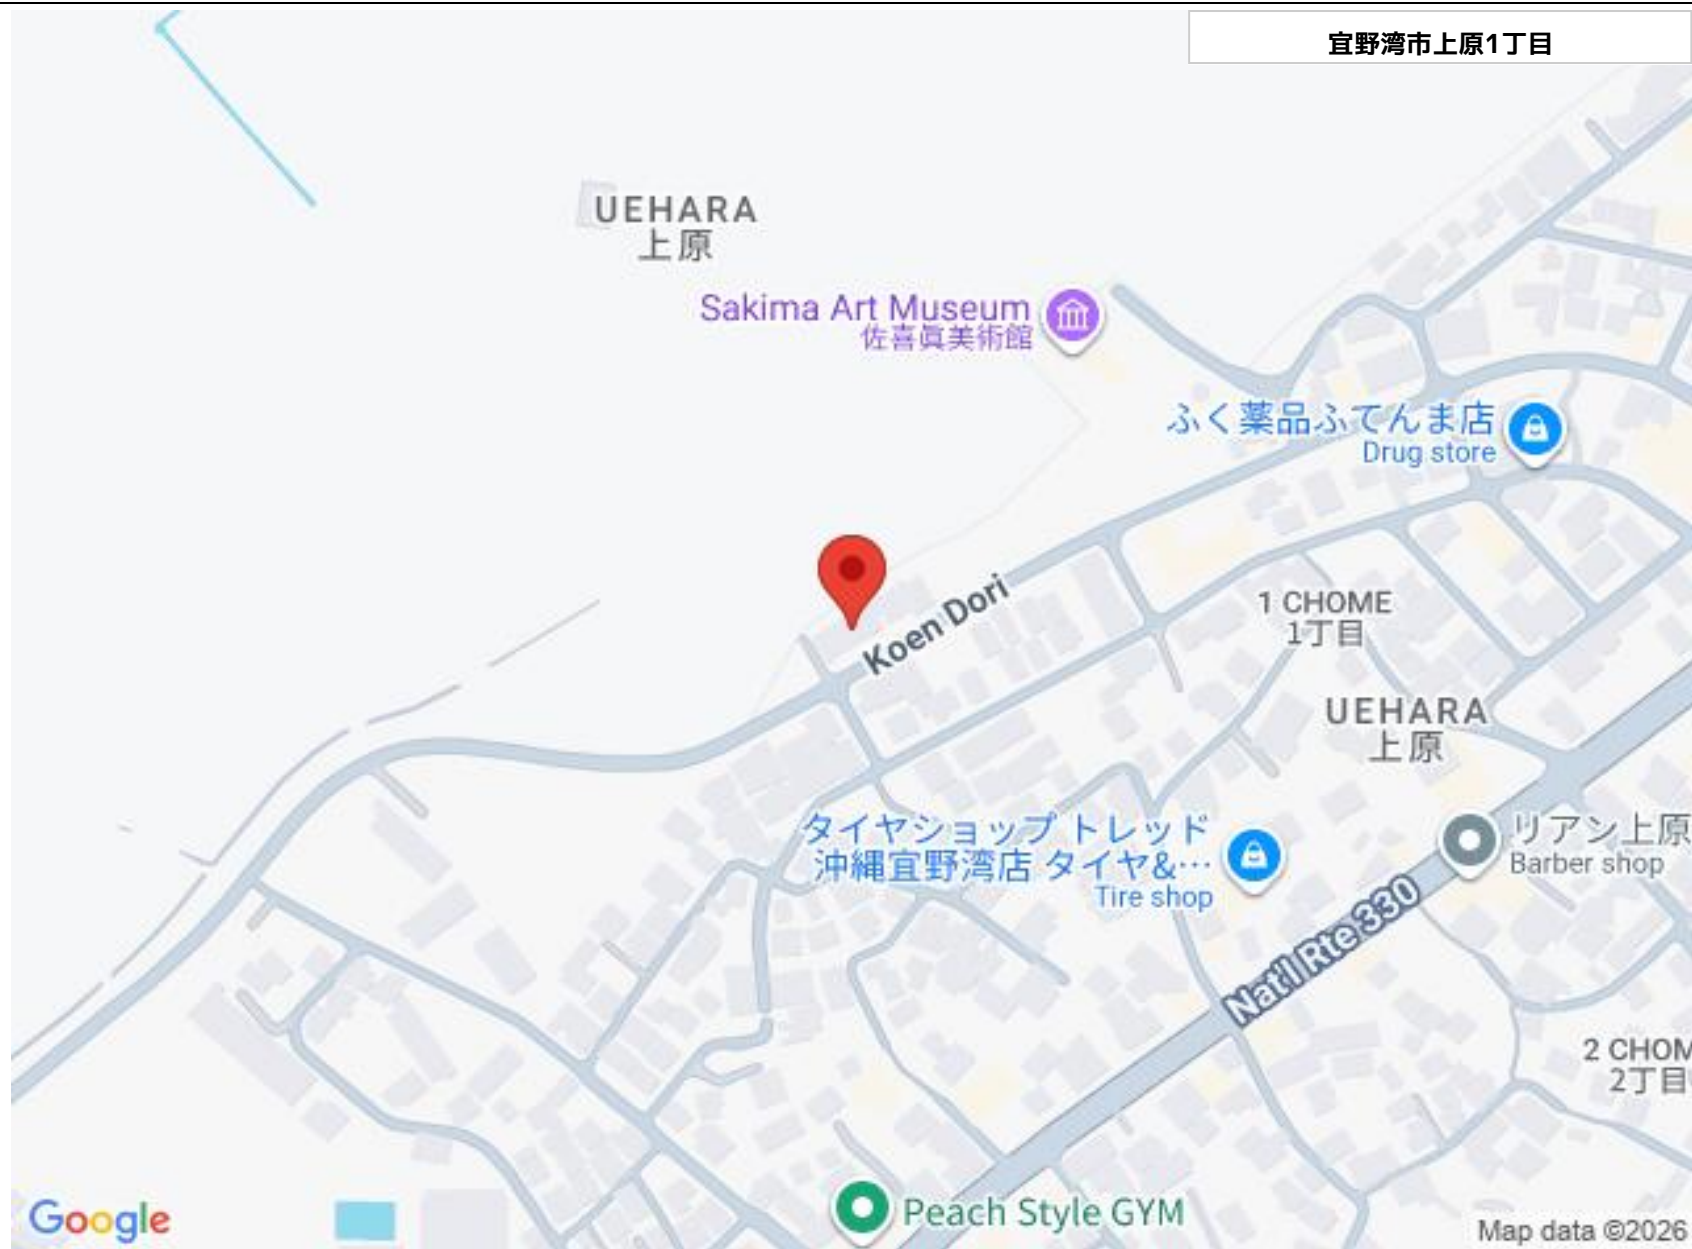 宜野湾市上原1丁目
UEHARA
上原
Sakima Art Museum
佐喜眞美術館
ふく薬品ふてんま店
Drug store
Koen Dori
1 CHOME
1丁目
UEHARA
上原
タイヤショップ トレッド
沖縄宜野湾店 タイヤ&…
Tire shop
リアン上原
Barber shop
Nat'l Rte 330
2 CHOM
2丁目
Peach Style GYM
Google
Map data ©2026